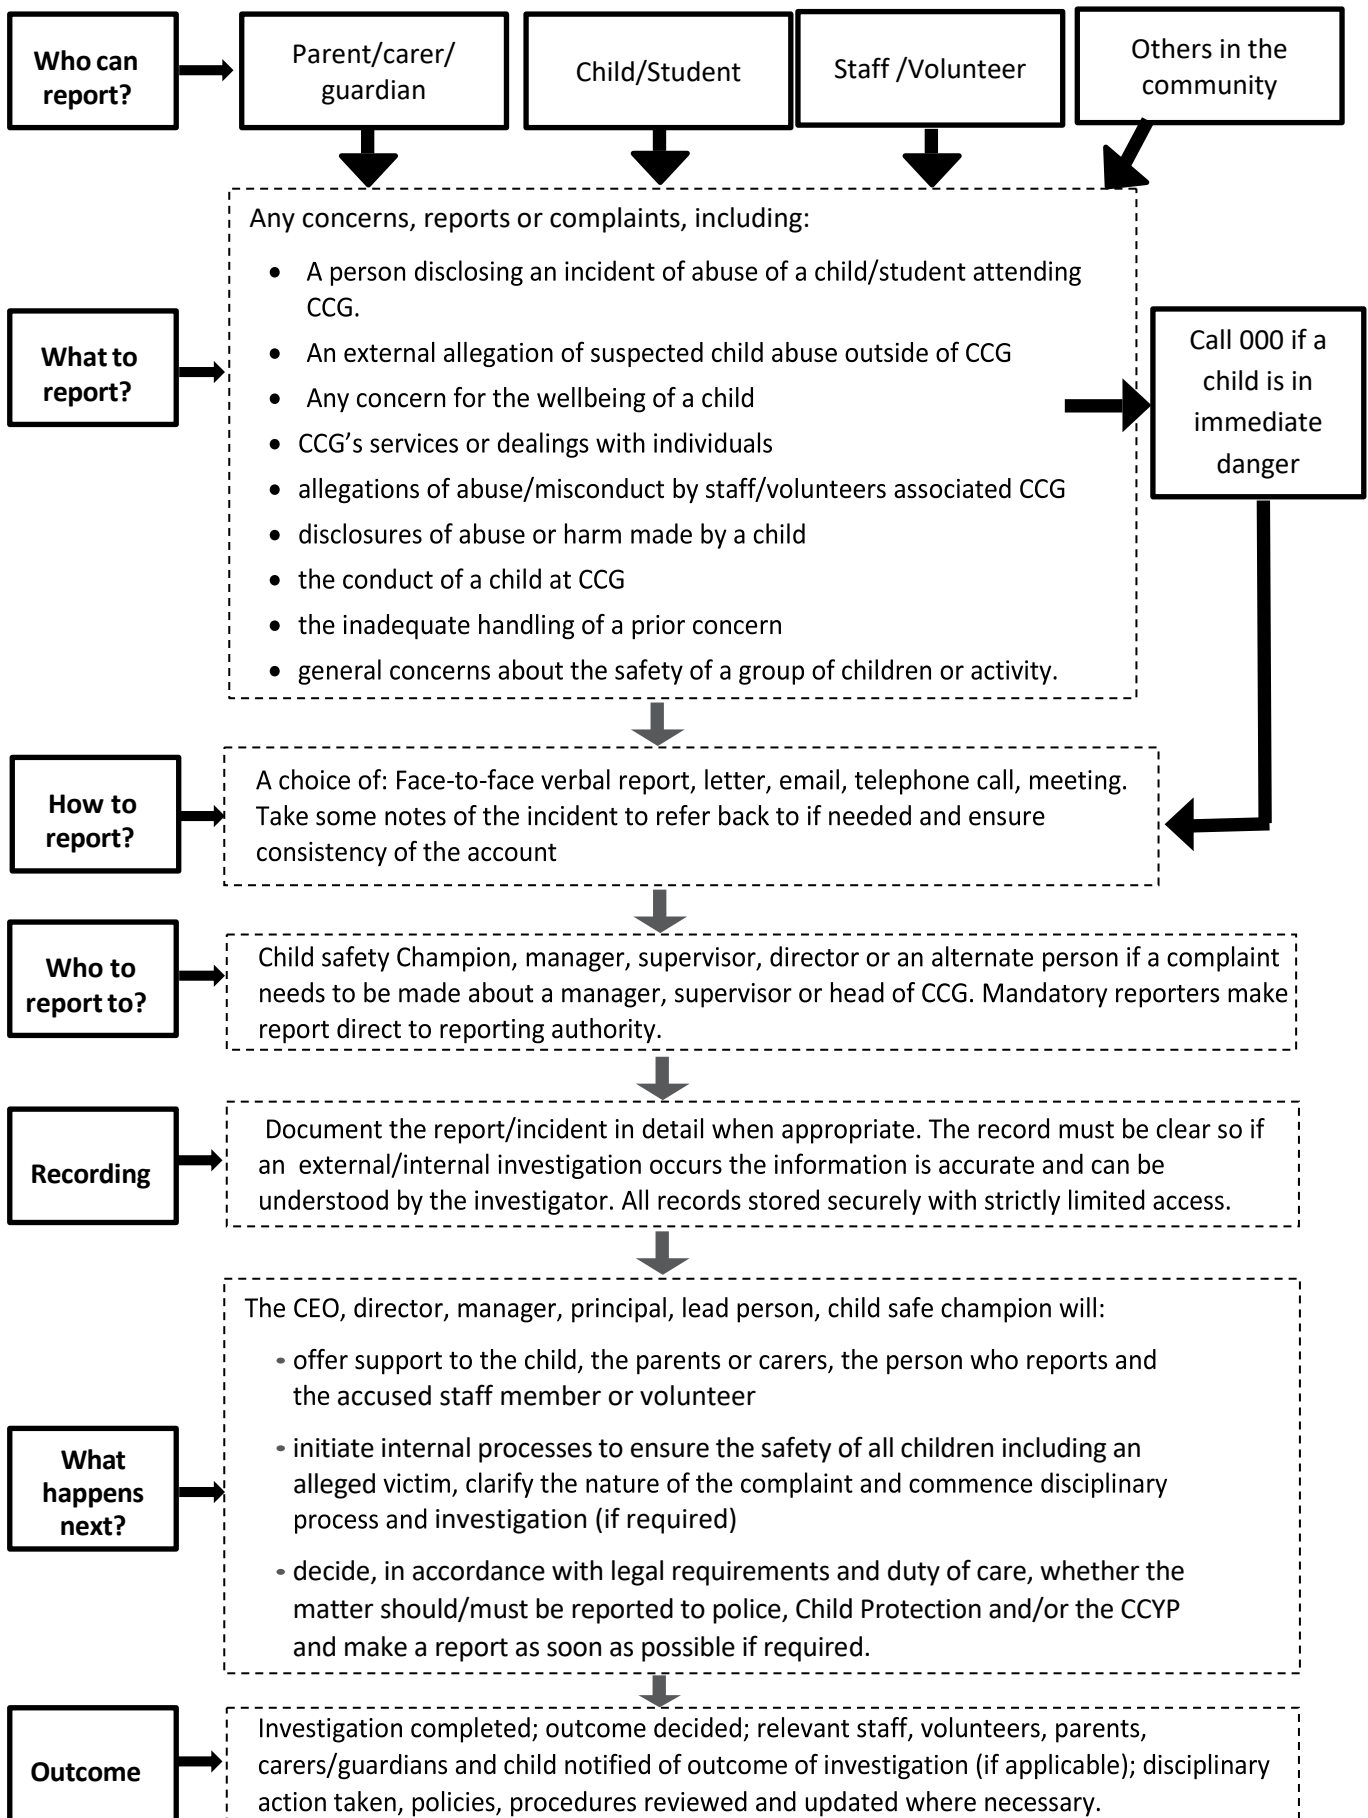 Who can
report?
Parent/carer/
guardian
Child/Student
Staff /Volunteer
Others in the
community
Any concerns, reports or complaints, including:
• A person disclosing an incident of abuse of a child/student attending
CCG.
• An external allegation of suspected child abuse outside of CCG
• Any concern for the wellbeing of a child
• CCG’s services or dealings with individuals
• allegations of abuse/misconduct by staff/volunteers associated CCG
• disclosures of abuse or harm made by a child
• the conduct of a child at CCG
• the inadequate handling of a prior concern
• general concerns about the safety of a group of children or activity.
What to
report?
Call 000 if a
child is in
immediate
danger
How to
report?
A choice of: Face-to-face verbal report, letter, email, telephone call, meeting.
Take some notes of the incident to refer back to if needed and ensure
consistency of the account
Who to
report to?
Child safety Champion, manager, supervisor, director or an alternate person if a complaint
needs to be made about a manager, supervisor or head of CCG. Mandatory reporters make
report direct to reporting authority.
Recording
Document the report/incident in detail when appropriate. The record must be clear so if
an external/internal investigation occurs the information is accurate and can be
understood by the investigator. All records stored securely with strictly limited access.
What
happens
next?
The CEO, director, manager, principal, lead person, child safe champion will:
• offer support to the child, the parents or carers, the person who reports and
the accused staff member or volunteer
• initiate internal processes to ensure the safety of all children including an
alleged victim, clarify the nature of the complaint and commence disciplinary
process and investigation (if required)
• decide, in accordance with legal requirements and duty of care, whether the
matter should/must be reported to police, Child Protection and/or the CCYP
and make a report as soon as possible if required.
Outcome
Investigation completed; outcome decided; relevant staff, volunteers, parents,
carers/guardians and child notified of outcome of investigation (if applicable); disciplinary
action taken, policies, procedures reviewed and updated where necessary.